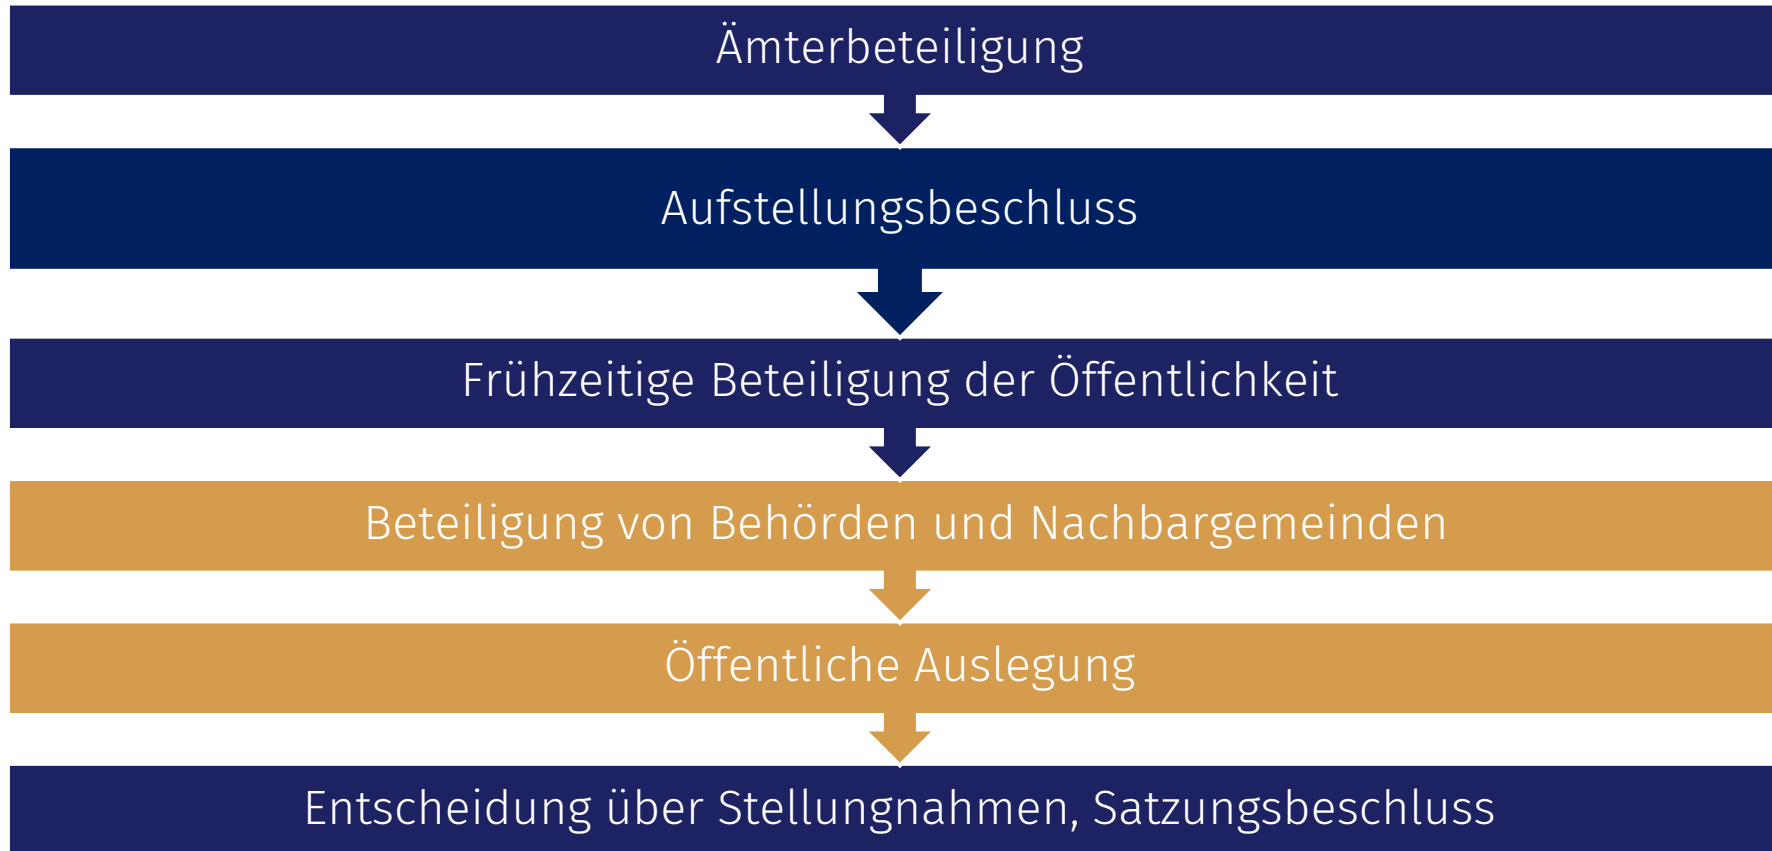 Ämterbeteiligung
Aufstellungsbeschluss
Frühzeitige Beteiligung der Öffentlichkeit
Beteiligung von Behörden und Nachbargemeinden
Öffentliche Auslegung
Entscheidung über Stellungnahmen, Satzungsbeschluss